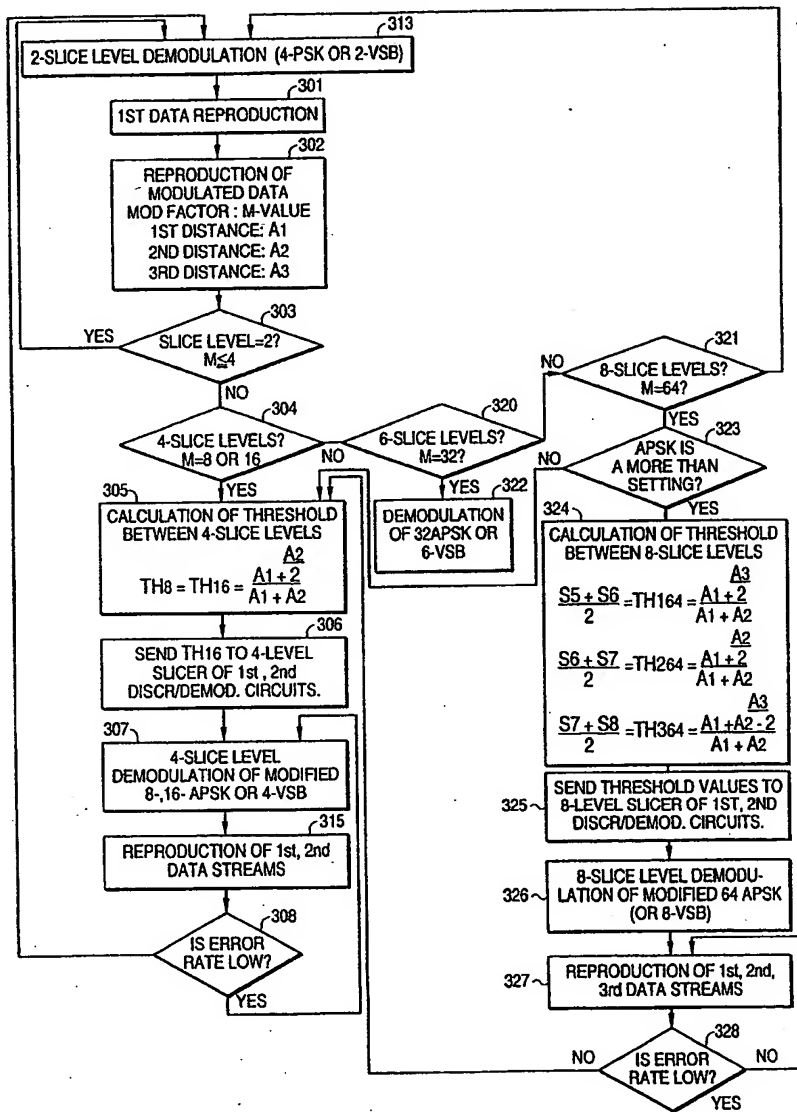 313
2-SLICE LEVEL DEMODULATION (4-PSK OR 2-VSB)
301
1ST DATA REPRODUCTION
302
REPRODUCTION OF
MODULATED DATA
MOD FACTOR : M-VALUE
1ST DISTANCE: A1
2ND DISTANCE: A2
3RD DISTANCE: A3
303
YES
SLICE LEVEL=2?
M≦4
NO
304
4-SLICE LEVELS?
M=8 OR 16
NO
YES
320
6-SLICE LEVELS?
M=32?
NO
YES
321
8-SLICE LEVELS?
M=64?
YES
323
NO
APSK IS
A MORE THAN
SETTING?
YES
322
DEMODULATION
OF 32APSK OR
6-VSB
305
CALCULATION OF THRESHOLD
BETWEEN 4-SLICE LEVELS
A2
TH8 = TH16 = A1 + 2
A1 + A2
306
SEND TH16 TO 4-LEVEL
SLICER OF 1st , 2nd
DISCR/DEMOD. CIRCUITS.
307
4-SLICE LEVEL
DEMODULATION OF MODIFIED
8-,16- APSK OR 4-VSB
315
REPRODUCTION OF 1st, 2nd
DATA STREAMS
308
IS ERROR
RATE LOW?
YES
324
CALCULATION OF THRESHOLD
BETWEEN 8-SLICE LEVELS
A3
S5 + S6 =TH164= A1 + 2
2 A1 + A2
A2
S6 + S7 =TH264= A1 + 2
2 A1 + A2
A3
S7 + S8 =TH364= A1 +A2 - 2
2 A1 + A2
325
SEND THRESHOLD VALUES TO
8-LEVEL SLICER OF 1ST, 2ND
DISCR/DEMOD. CIRCUITS.
326
8-SLICE LEVEL DEMODU-
LATION OF MODIFIED 64 APSK
(OR 8-VSB)
327
REPRODUCTION OF 1st, 2nd,
3rd DATA STREAMS
328
NO
IS ERROR
RATE LOW?
NO
YES